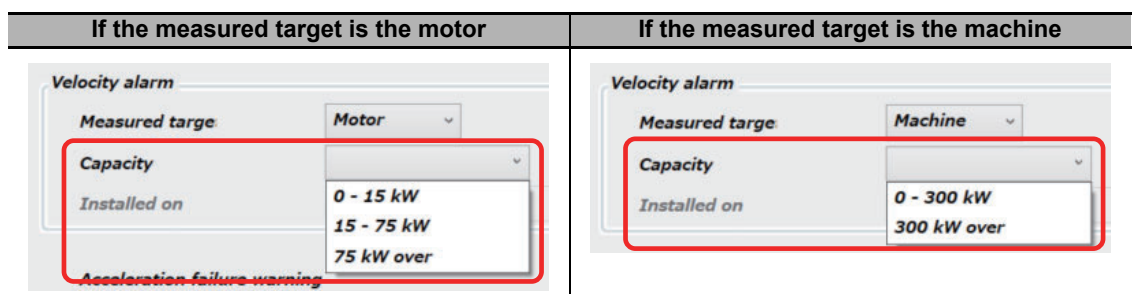 If the measured target is the motor
If the measured target is the machine
Velocity alarm
Measured targe
Motor
Capacity
0 - 15 kW
Installed on
15 - 75 kW
75 kW over
Acceleration failure warning
Velocity alarm
Measured targe
Machine
Capacity
0 - 300 kW
Installed on
300 kW over